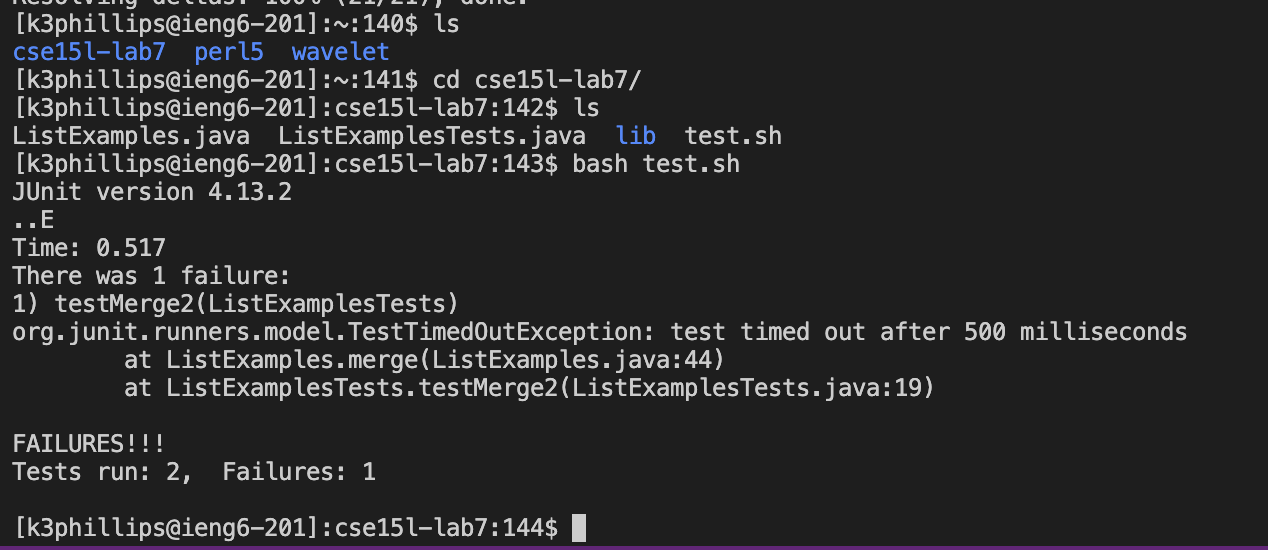 Resolving deltas: 100% (21/21), done.
[k3phillips@ieng6-201]:~:140$ ls
cse15l-lab7  perl5  wavelet
[k3phillips@ieng6-201]:~:141$ cd cse15l-lab7/
[k3phillips@ieng6-201]:cse15l-lab7:142$ ls
ListExamples.java  ListExamplesTests.java  lib  test.sh
[k3phillips@ieng6-201]:cse15l-lab7:143$ bash test.sh
JUnit version 4.13.2
..E
Time: 0.517
There was 1 failure:
1) testMerge2(ListExamplesTests)
org.junit.runners.model.TestTimedOutException: test timed out after 500 milliseconds
        at ListExamples.merge(ListExamples.java:44)
        at ListExamplesTests.testMerge2(ListExamplesTests.java:19)
FAILURES!!!
Tests run: 2,  Failures: 1
[k3phillips@ieng6-201]:cse15l-lab7:144$